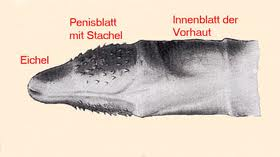 Penisblatt
mit Stachel
Innenblatt der
Vorhaut
Eichel